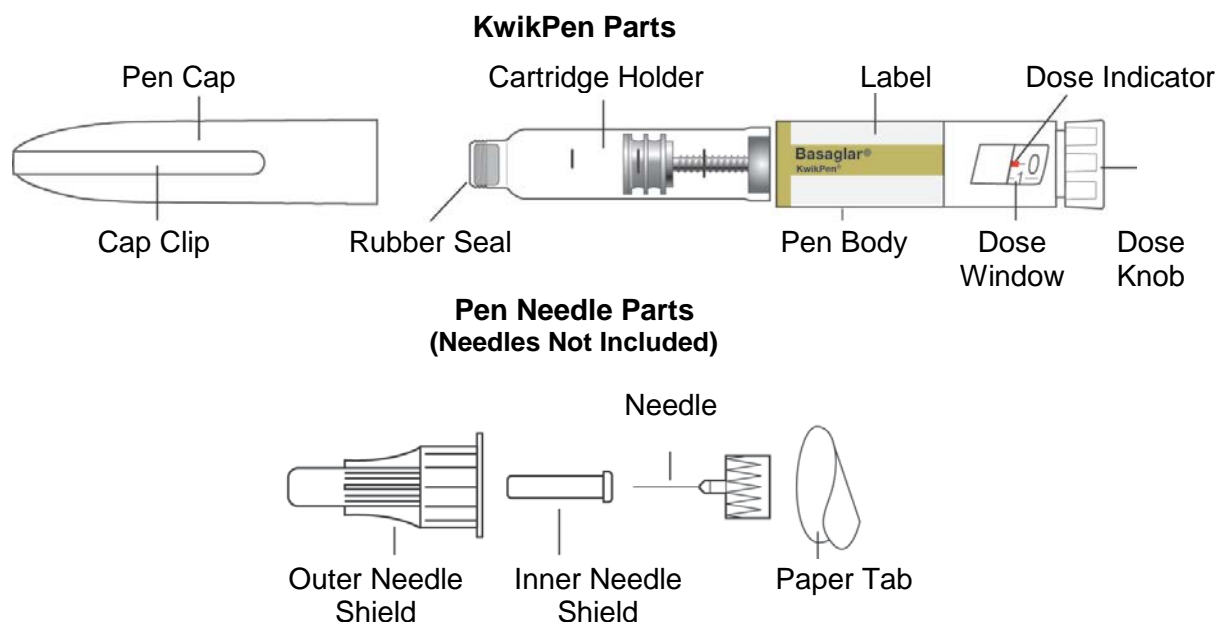 KwikPen Parts
Pen Cap
Cartridge Holder
Label
Dose Indicator
Basaglar®
KwikPen®
0
1
Cap Clip
Rubber Seal
Pen Body
Dose
Window
Dose
Knob
Pen Needle Parts
(Needles Not Included)
Needle
Outer Needle
Shield
Inner Needle
Shield
Paper Tab